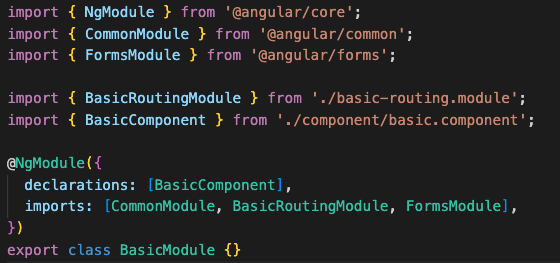 import { NgModule } from '@angular/core';
import { CommonModule } from '@angular/common';
import { FormsModule } from '@angular/forms';

import { BasicRoutingModule } from './basic-routing.module';
import { BasicComponent } from './component/basic.component';

@NgModule({
  declarations: [BasicComponent],
  imports: [CommonModule, BasicRoutingModule, FormsModule],
})
export class BasicModule {}